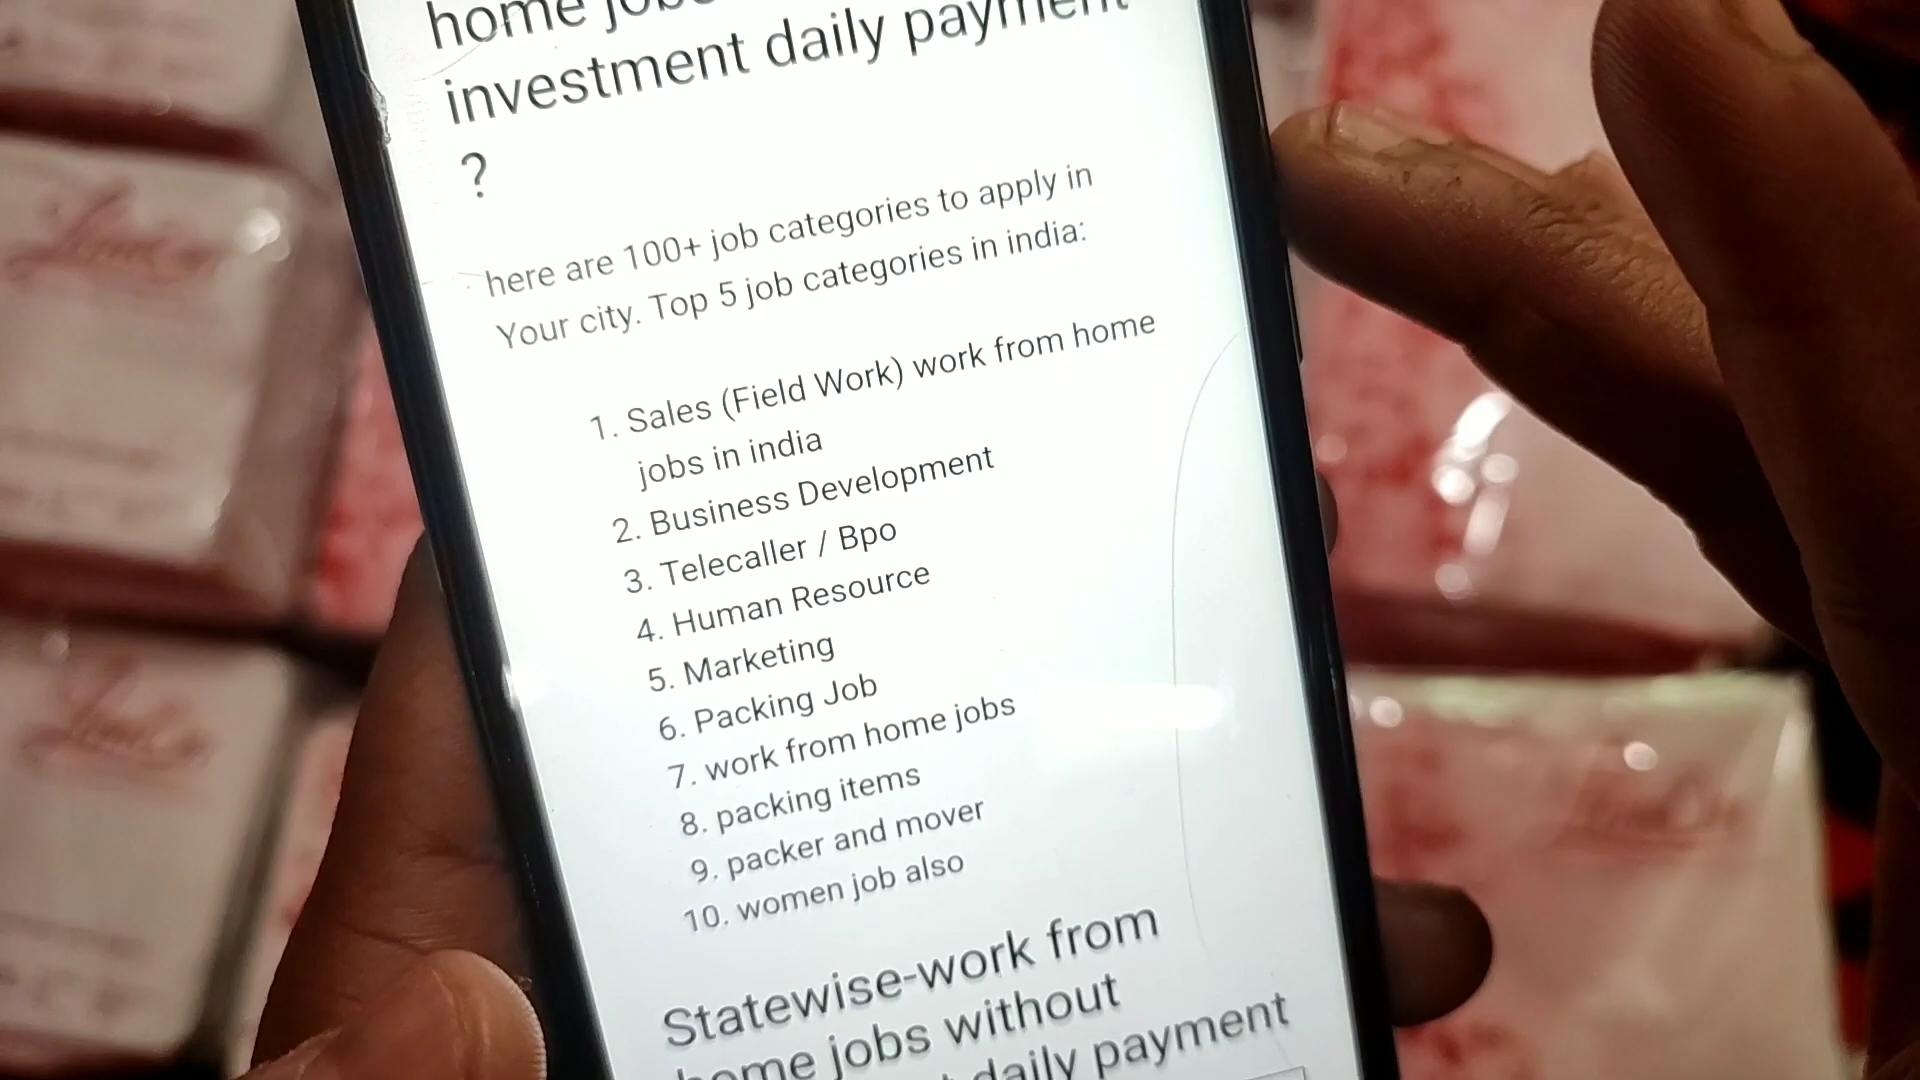 home jobs
investment daily payment
?
here are 100+ job categories to apply in
Your city. Top 5 job categories in india:
1. Sales (Field Work) work from home
jobs in india
2. Business Development
3. Telecaller / Bpo
4. Human Resource
5. Marketing
6. Packing Job
7. work from home jobs
8. packing items
9. packer and mover
10. women job also
Statewise-work from
home jobs without
daily payment